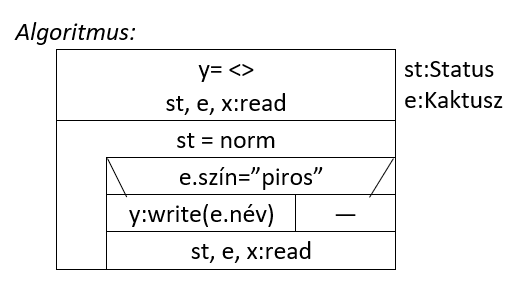 Algoritmus:
y= <>
st:Status
st, e, x:read
e:Kaktusz
st = norm
e.szín=”piros”
y:write(e.név)
—
st, e, x:read